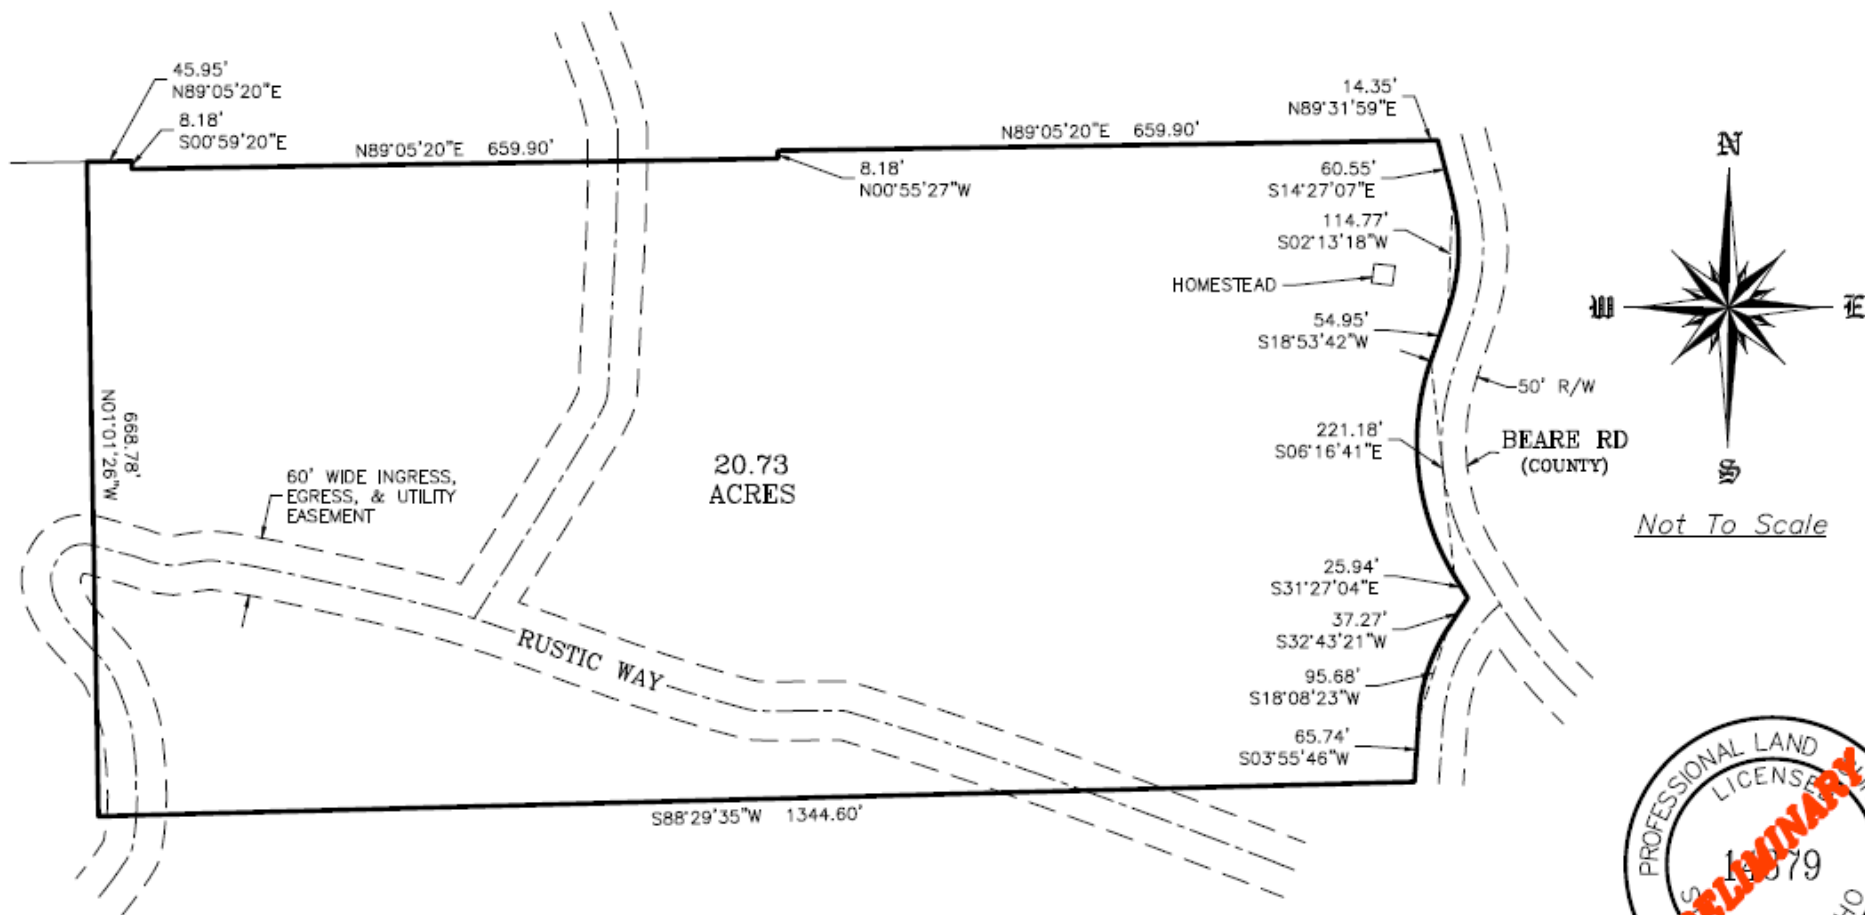 45.95'
N89°05'20"E
8.18'
S00°59'20"E
N89°05'20"E 659.90'
8.18'
N00°55'27"W
N89°05'20"E 659.90'
14.35'
N89°31'59"E
60.55'
S14°27'07"E
114.77'
S02°13'18"W
HOMESTEAD
54.95'
S18°53'42"W
221.18'
S06°16'41"E
25.94'
S31°27'04"E
37.27'
S32°43'21"W
95.68'
S18°08'23"W
65.74'
S03°55'46"W
50' R/W
BEARE RD
(COUNTY)
N
W
E
S
Not To Scale
668.78'
N01°01'26"W
60' WIDE INGRESS,
EGRESS, & UTILITY
EASEMENT
20.73
ACRES
RUSTIC WAY
S88°29'35"W 1344.60'
PROFESSIONAL LAND